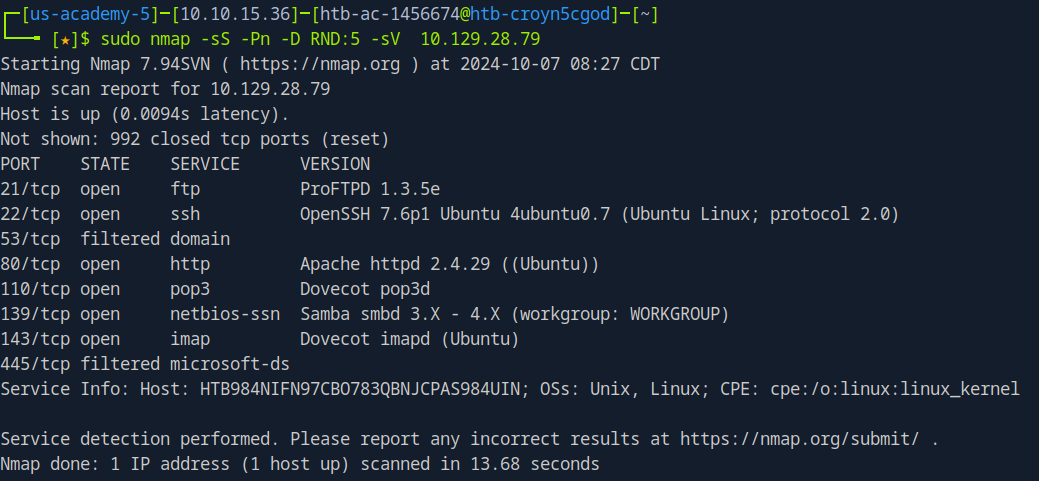 ┌─[us-academy-5]─[10.10.15.36]─[htb-ac-1456674@htb-croyn5cgod]─[~]
└──╼ [★]$ sudo nmap -sS -Pn -D RND:5 -sV  10.129.28.79
Starting Nmap 7.94SVN ( https://nmap.org ) at 2024-10-07 08:27 CDT
Nmap scan report for 10.129.28.79
Host is up (0.0094s latency).
Not shown: 992 closed tcp ports (reset)
PORT    STATE    SERVICE      VERSION
21/tcp  open     ftp          ProFTPD 1.3.5e
22/tcp  open     ssh          OpenSSH 7.6p1 Ubuntu 4ubuntu0.7 (Ubuntu Linux; protocol 2.0)
53/tcp  filtered domain
80/tcp  open     http         Apache httpd 2.4.29 ((Ubuntu))
110/tcp open     pop3         Dovecot pop3d
139/tcp open     netbios-ssn  Samba smbd 3.X - 4.X (workgroup: WORKGROUP)
143/tcp open     imap         Dovecot imapd (Ubuntu)
445/tcp filtered microsoft-ds
Service Info: Host: HTB984NIFN97CBO783QBNJCPAS984UIN; OSs: Unix, Linux; CPE: cpe:/o:linux:linux_kernel

Service detection performed. Please report any incorrect results at https://nmap.org/submit/ .
Nmap done: 1 IP address (1 host up) scanned in 13.68 seconds